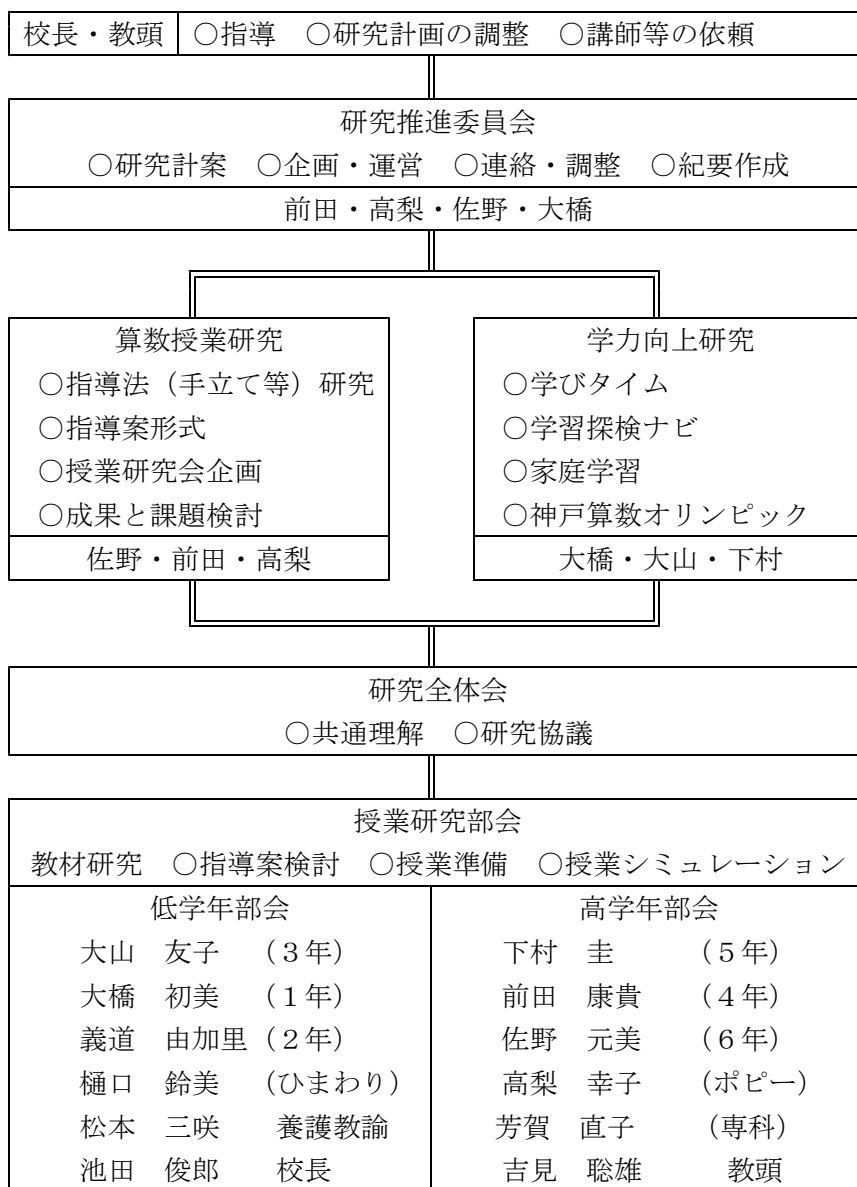 校長・教頭 ○指導 ○研究計画の調整 ○講師等の依頼
研究推進委員会
○研究計案 ○企画・運営 ○連絡・調整 ○紀要作成
前田・高梨・佐野・大橋
算数授業研究
○指導法（手立て等）研究
○指導案形式
○授業研究会企画
○成果と課題検討
佐野・前田・高梨
学力向上研究
○学びタイム
○学習探検ナビ
○家庭学習
○神戸算数オリンピック
大橋・大山・下村
研究全体会
○共通理解 ○研究協議
授業研究部会
教材研究 ○指導案検討 ○授業準備 ○授業シミュレーション
低学年部会
大山 友子 （３年）
大橋 初美 （１年）
義道 由加里（２年）
樋口 鈴美 （ひまわり）
松本 三咲 養護教諭
池田 俊郎 校長
高学年部会
下村 圭 （５年）
前田 康貴 （４年）
佐野 元美 （６年）
高梨 幸子 （ポピー）
芳賀 直子 （専科）
吉見 聡雄 教頭